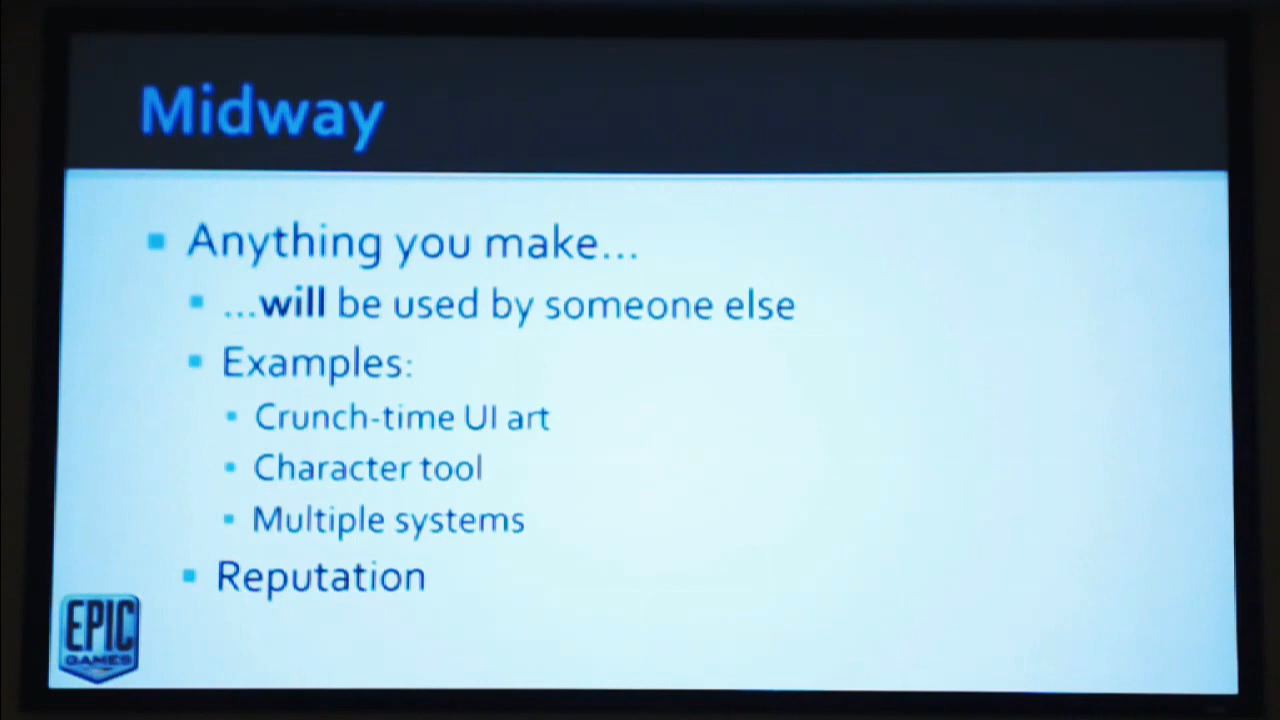 Midway
Anything you make...
...will be used by someone else
Examples:
Crunch-time UI art
Character tool
Multiple systems
Reputation
EPIC
GAMES